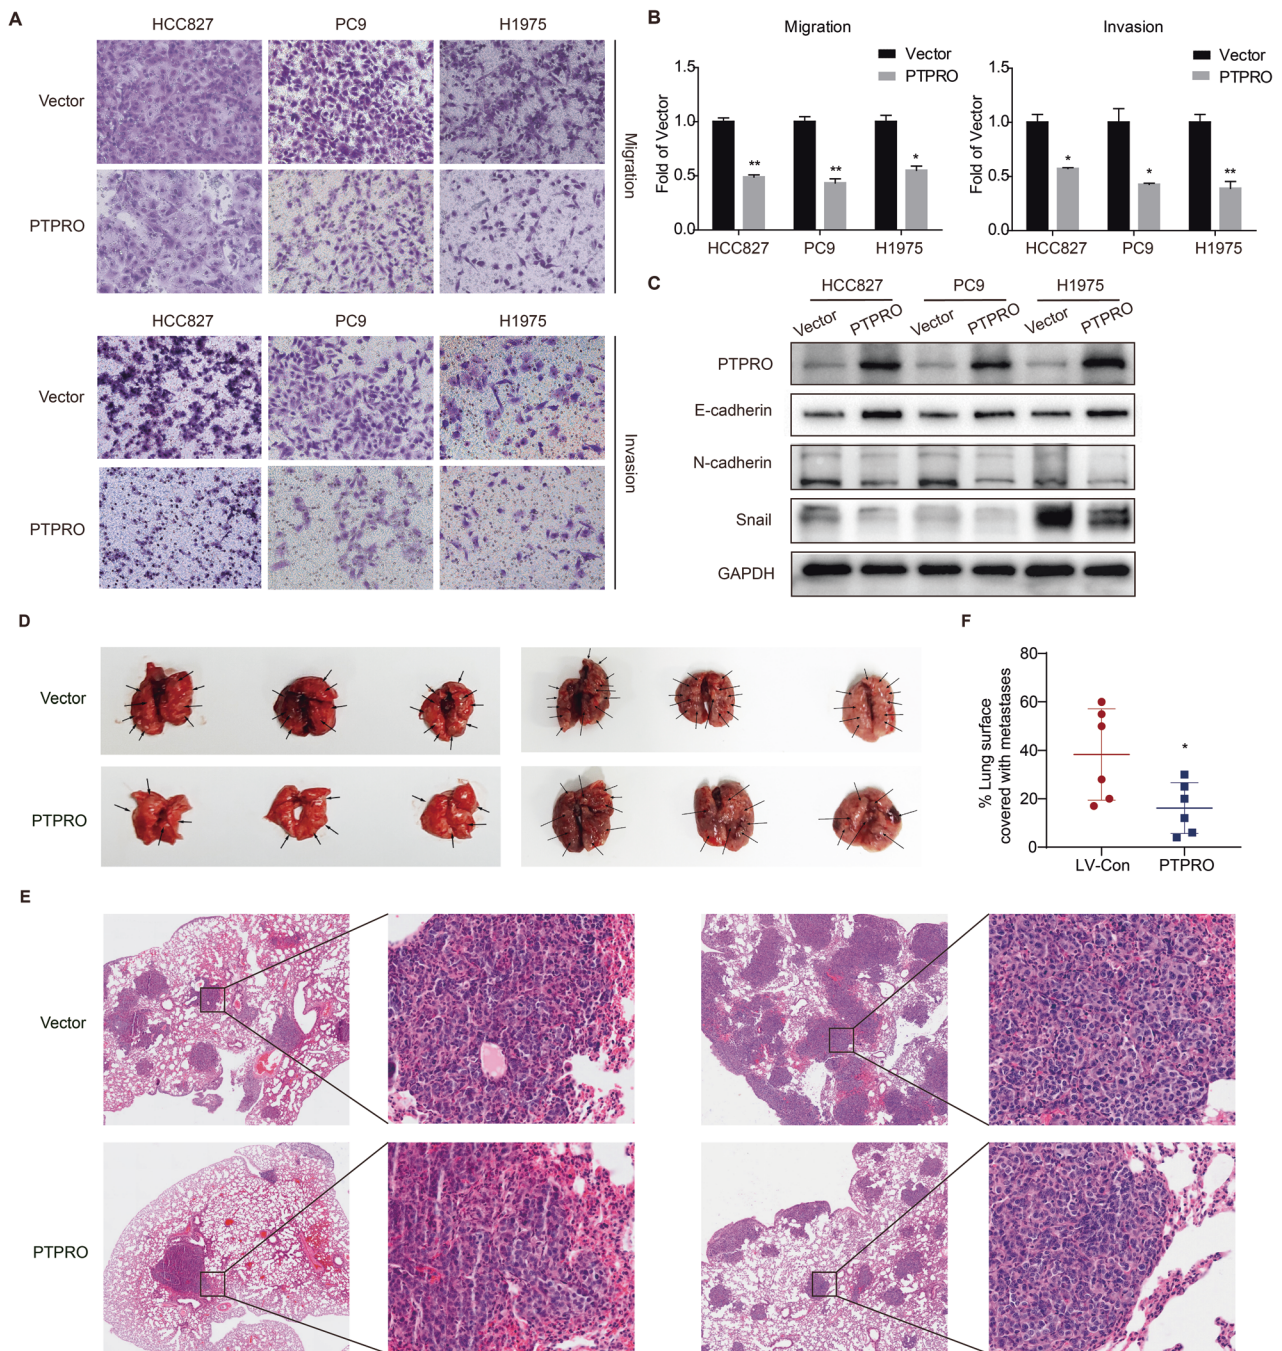 A
HCC827 PC9 H1975
Vector
PTPRO
Migration
HCC827 PC9 H1975
Vector
PTPRO
Invasion
B
Migration
Vector
PTPRO
Fold of Vector
1.5
1.0
0.5
0.0
** ** *
HCC827 PC9 H1975
Invasion
Vector
PTPRO
Fold of Vector
1.5
1.0
0.5
0.0
* * **
HCC827 PC9 H1975
C
HCC827 PC9 H1975
Vector PTPRO Vector PTPRO Vector PTPRO
PTPRO
E-cadherin
N-cadherin
Snail
GAPDH
D
Vector
PTPRO
F
% Lung surface
covered with metastases
80
60
40
20
0
*
LV-Con PTPRO
E
Vector
PTPRO